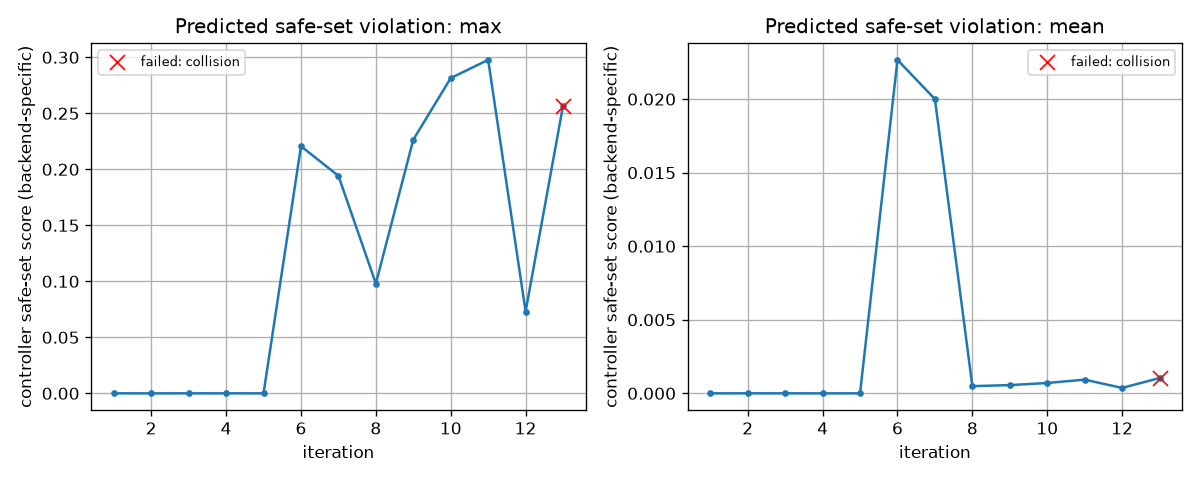 Predicted safe-set violation: max
controller safe-set score (backend-specific)
0.30
0.25
0.20
0.15
0.10
0.05
0.00
failed: collision
2 4 6 8 10 12
iteration
Predicted safe-set violation: mean
controller safe-set score (backend-specific)
0.020
0.015
0.010
0.005
0.000
failed: collision
2 4 6 8 10 12
iteration